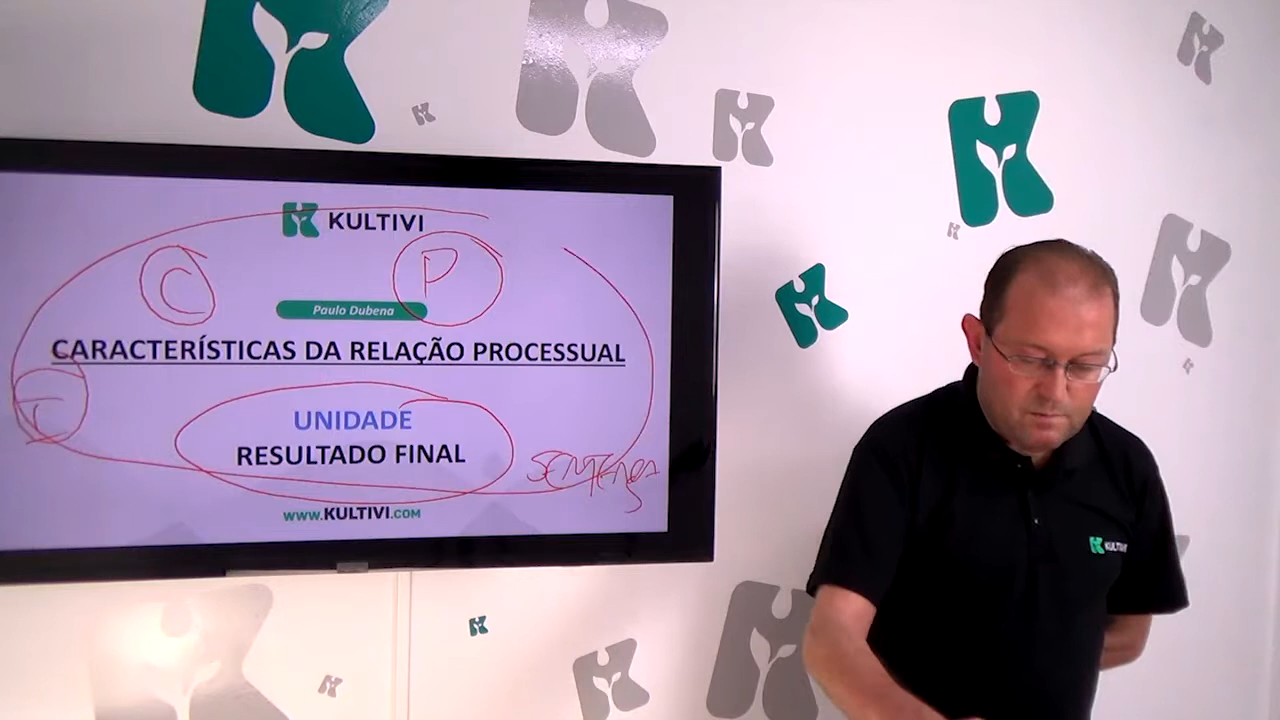 KULTIVI
C
P
Paulo Dubena
CARACTERÍSTICAS DA RELAÇÃO PROCESSUAL
I
UNIDADE
RESULTADO FINAL
SENTENÇA
WWW.KULTIVI.COM
KULTIVI